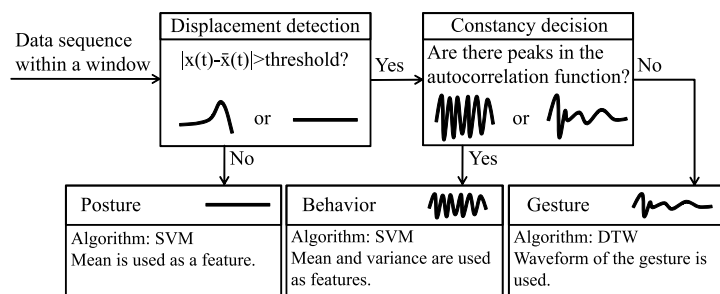 Displacement detection
Constancy decision
Data sequence
within a window
|x(t)-x̄(t)|>threshold?
or
Yes
Are there peaks in the
autocorrelation function?
or
No
No
Yes
Posture
Algorithm: SVM
Mean is used as a feature.
Behavior
Algorithm: SVM
Mean and variance are used
as features.
Gesture
Algorithm: DTW
Waveform of the gesture is
used.